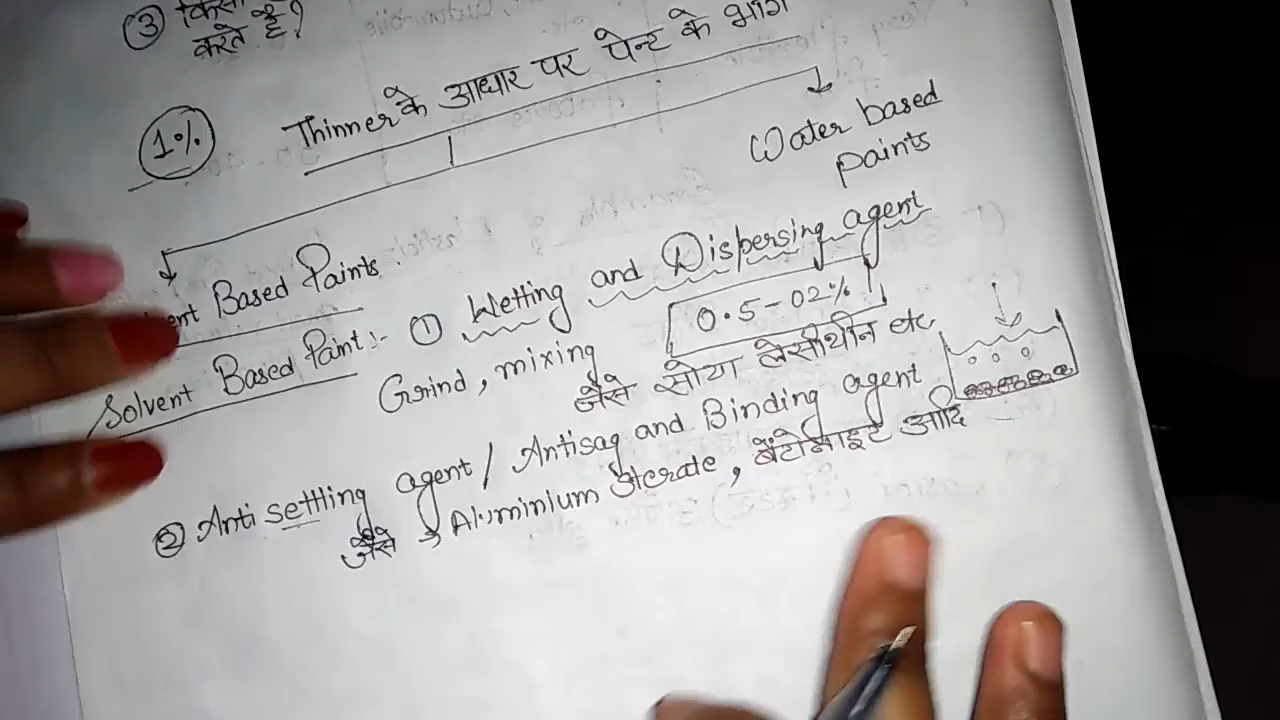 ③ किसी
करते है?
1% Thinner के आधार पर पेन्ट के भाग
Water based
paints
Based Paints.
Solvent Based Paint:- ① Wetting and Dispersing agent
0.5-02%
Grind, mixing
जैसे सोया लेसीथीन etc.
② Anti settling agent / Antisag and Binding agent
जैसे → Aluminium Sterate, बेंटोनाइट आदि